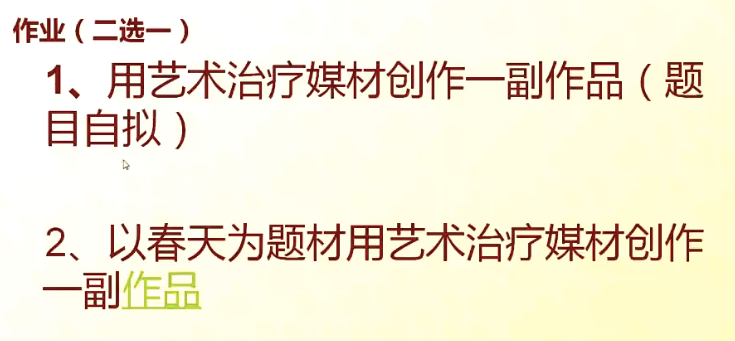 作业（二选一）
1、用艺术治疗媒材创作一副作品（题
目自拟）
2、以春天为题材用艺术治疗媒材创作
一副作品